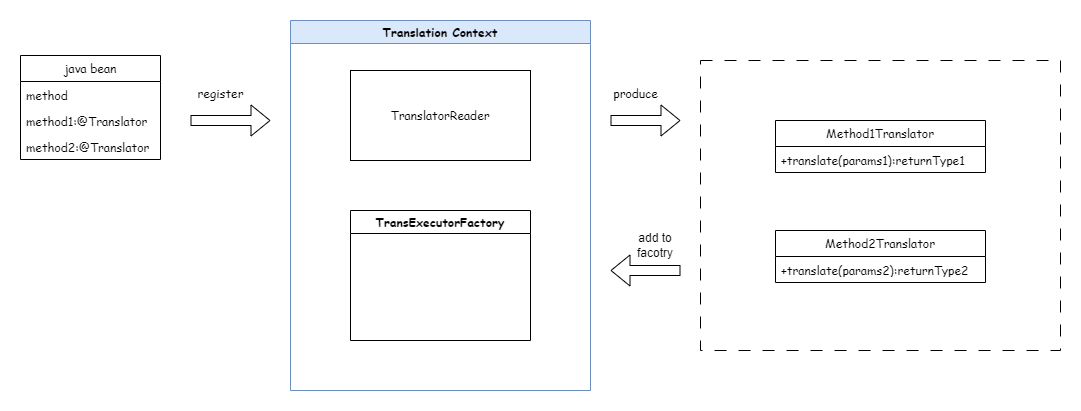 Translation Context
java bean
method
method1:@Translator
method2:@Translator
register
TranslatorReader
TransExecutorFactory
produce
add to
facotry
Method1Translator
+translate(params1):returnType1
Method2Translator
+translate(params2):returnType2